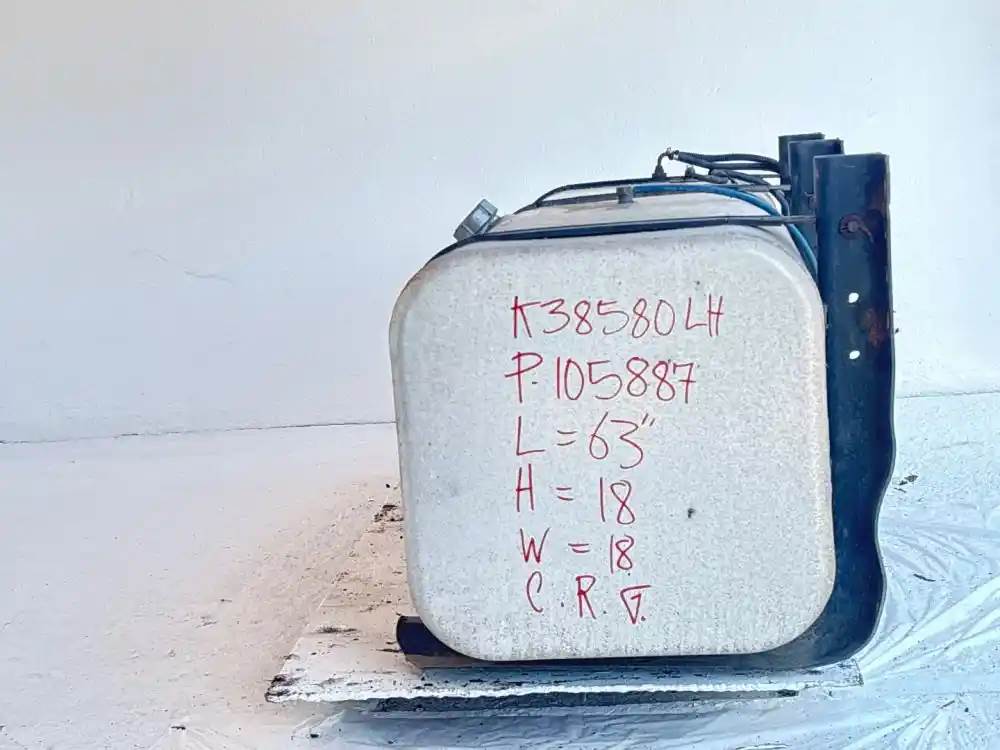 K38580LH
P.105887
L = 63"
H = 18
W = 18
C.R.G.